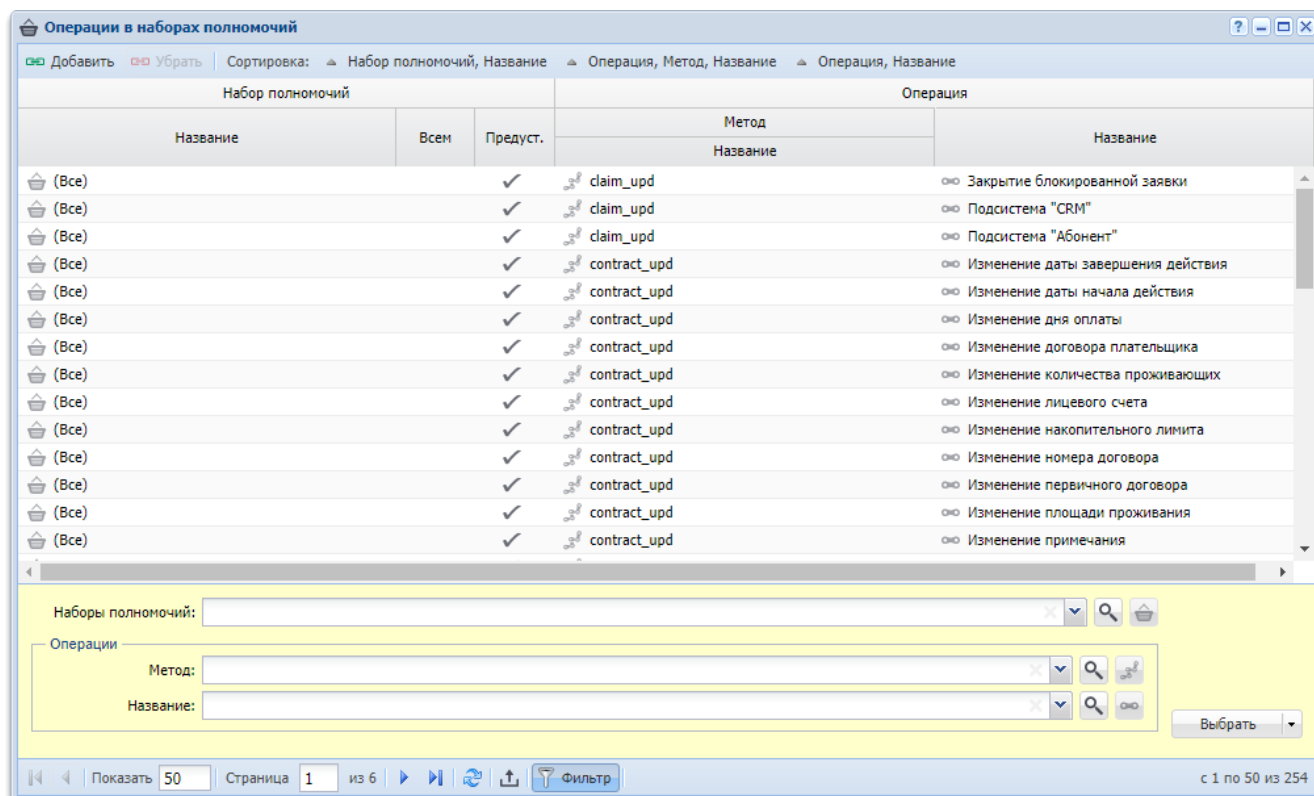 Операции в наборах полномочий
Добавить Убрать Сортировка: Набор полномочий, Название Операция, Метод, Название Операция, Название
Набор полномочий Операция
Название Всем Предуст. Метод Название
Название
(Все) claim_upd Закрытие блокированной заявки
(Все) claim_upd Подсистема "CRM"
(Все) claim_upd Подсистема "Абонент"
(Все) contract_upd Изменение даты завершения действия
(Все) contract_upd Изменение даты начала действия
(Все) contract_upd Изменение дня оплаты
(Все) contract_upd Изменение договора плательщика
(Все) contract_upd Изменение количества проживающих
(Все) contract_upd Изменение лицевого счета
(Все) contract_upd Изменение накопительного лимита
(Все) contract_upd Изменение номера договора
(Все) contract_upd Изменение первичного договора
(Все) contract_upd Изменение площади проживания
(Все) contract_upd Изменение примечания
Наборы полномочий:
Операции
Метод:
Название:
Выбрать
Показать 50 Страница 1 из 6 Фильтр с 1 по 50 из 254